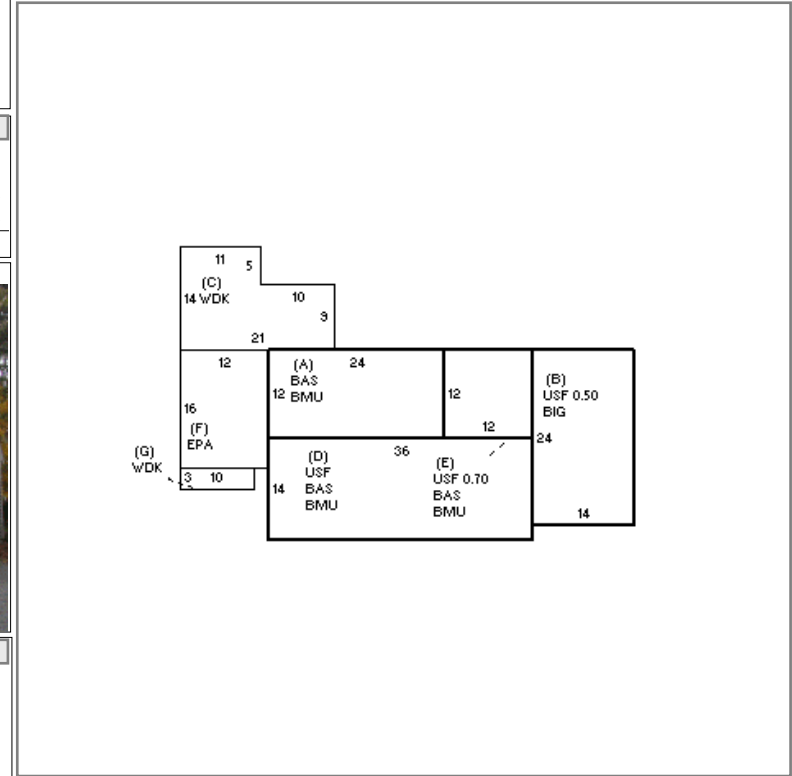 11
5
(C)
14 WDK
10
9
21
12
(A)
24
BAS
12 BMU
12
12
(B)
USF 0.50
BIG
24
14
16
(F)
EPA
(G)
WDK
3 10
36
(D)
USF
BAS
BMU
14
(E)
USF 0.70
BAS
BMU